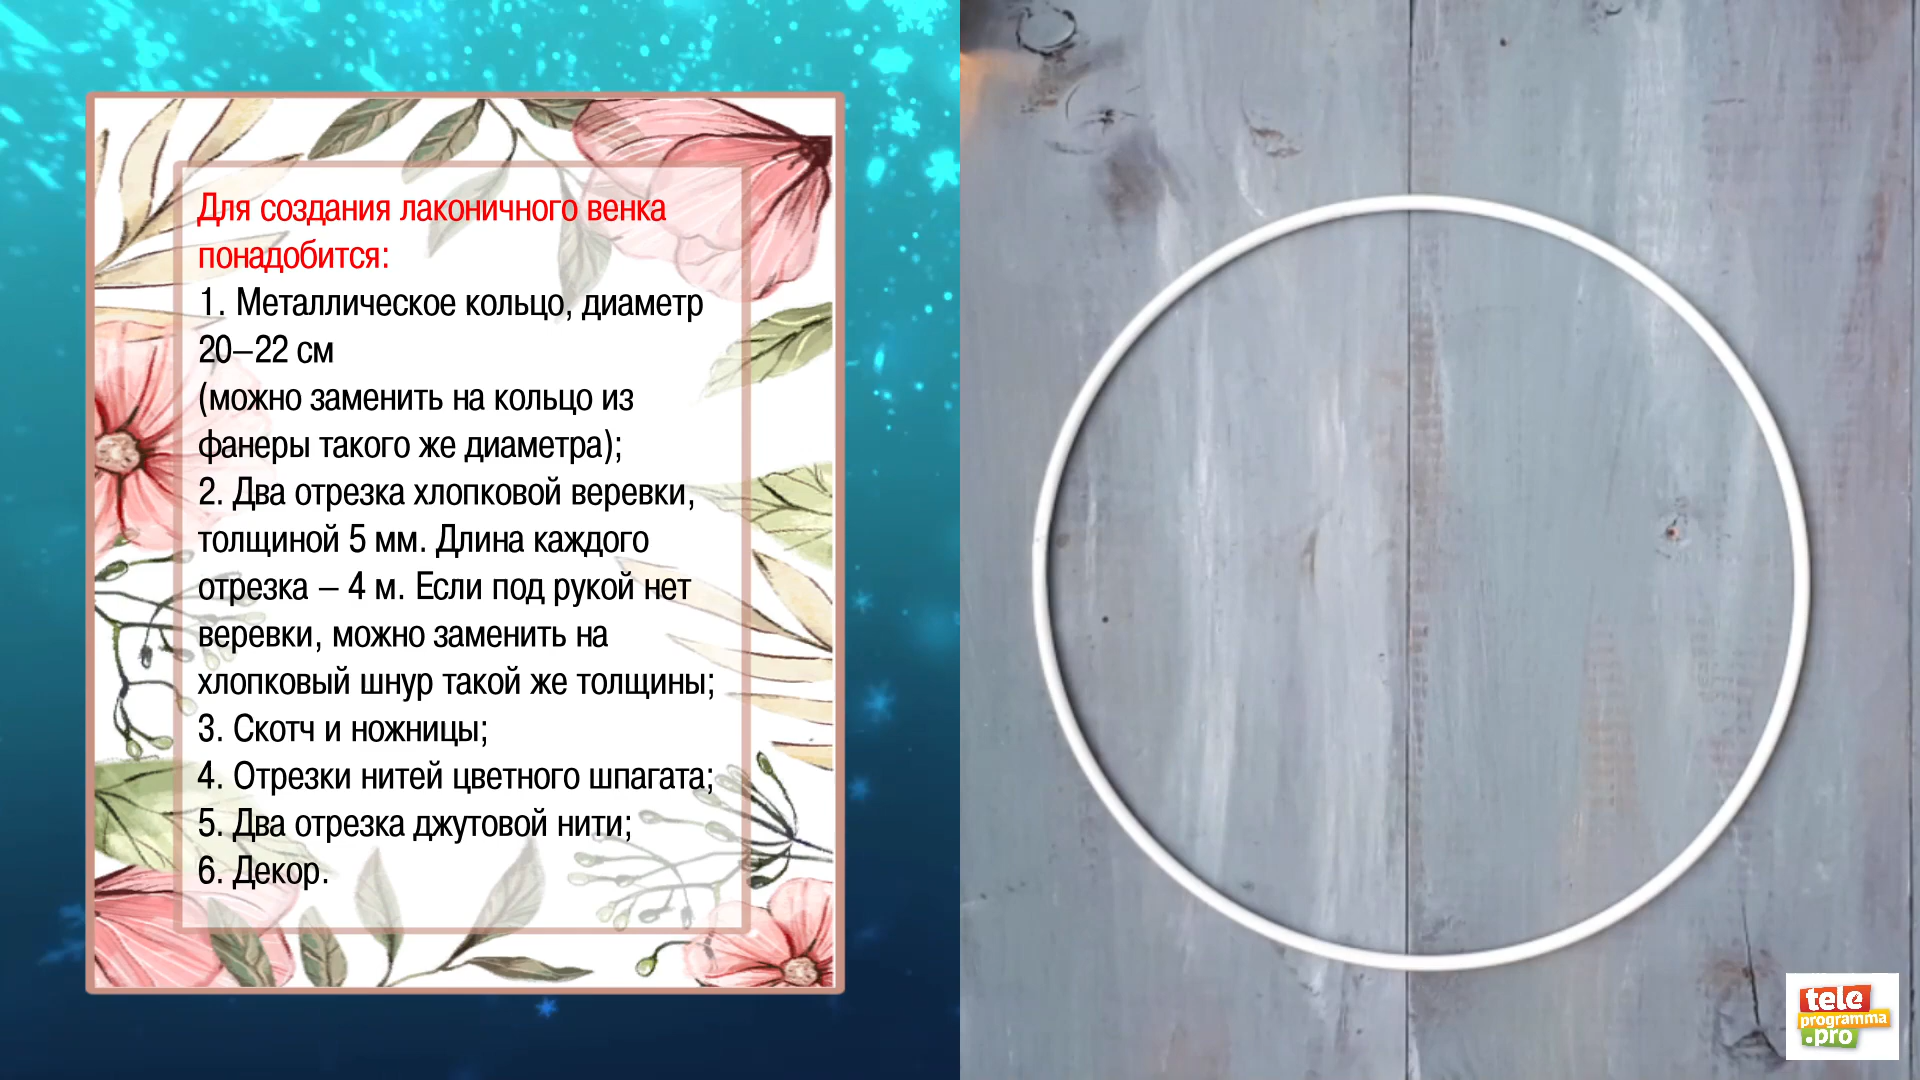 Для создания лаконичного венка
понадобится:
1. Металлическое кольцо, диаметр
20–22 см
(можно заменить на кольцо из
фанеры такого же диаметра);
2. Два отрезка хлопковой веревки,
толщиной 5 мм. Длина каждого
отрезка – 4 м. Если под рукой нет
веревки, можно заменить на
хлопковый шнур такой же толщины;
3. Скотч и ножницы;
4. Отрезки нитей цветного шпагата;
5. Два отрезка джутовой нити;
6. Декор.
tele
programma
.pro